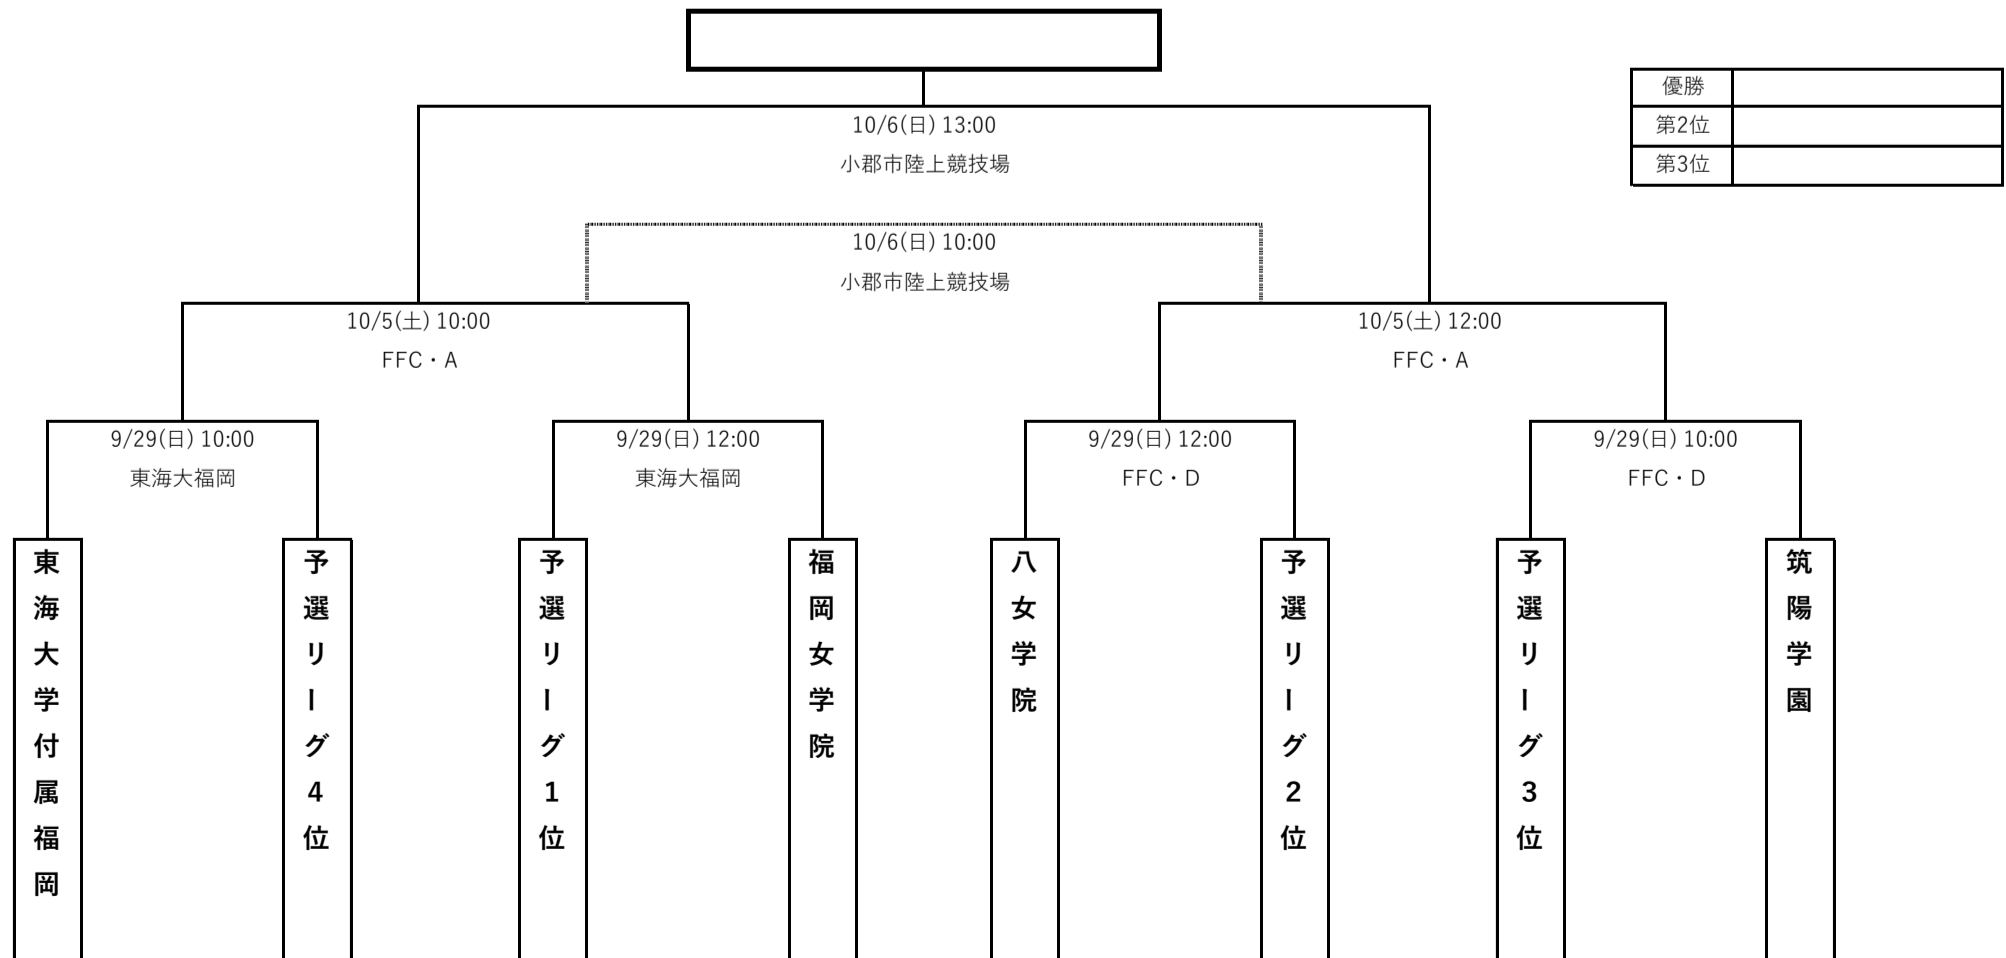 優勝
第2位
第3位
10/6(日) 13:00
小郡市陸上競技場
10/6(日) 10:00
小郡市陸上競技場
10/5(土) 10:00
FFC・A
10/5(土) 12:00
FFC・A
9/29(日) 10:00
東海大福岡
9/29(日) 12:00
東海大福岡
9/29(日) 12:00
FFC・D
9/29(日) 10:00
FFC・D
東海大学付属福岡
予選リーグ4位
予選リーグ1位
福岡女学院
八女学院
予選リーグ2位
予選リーグ3位
筑陽学園